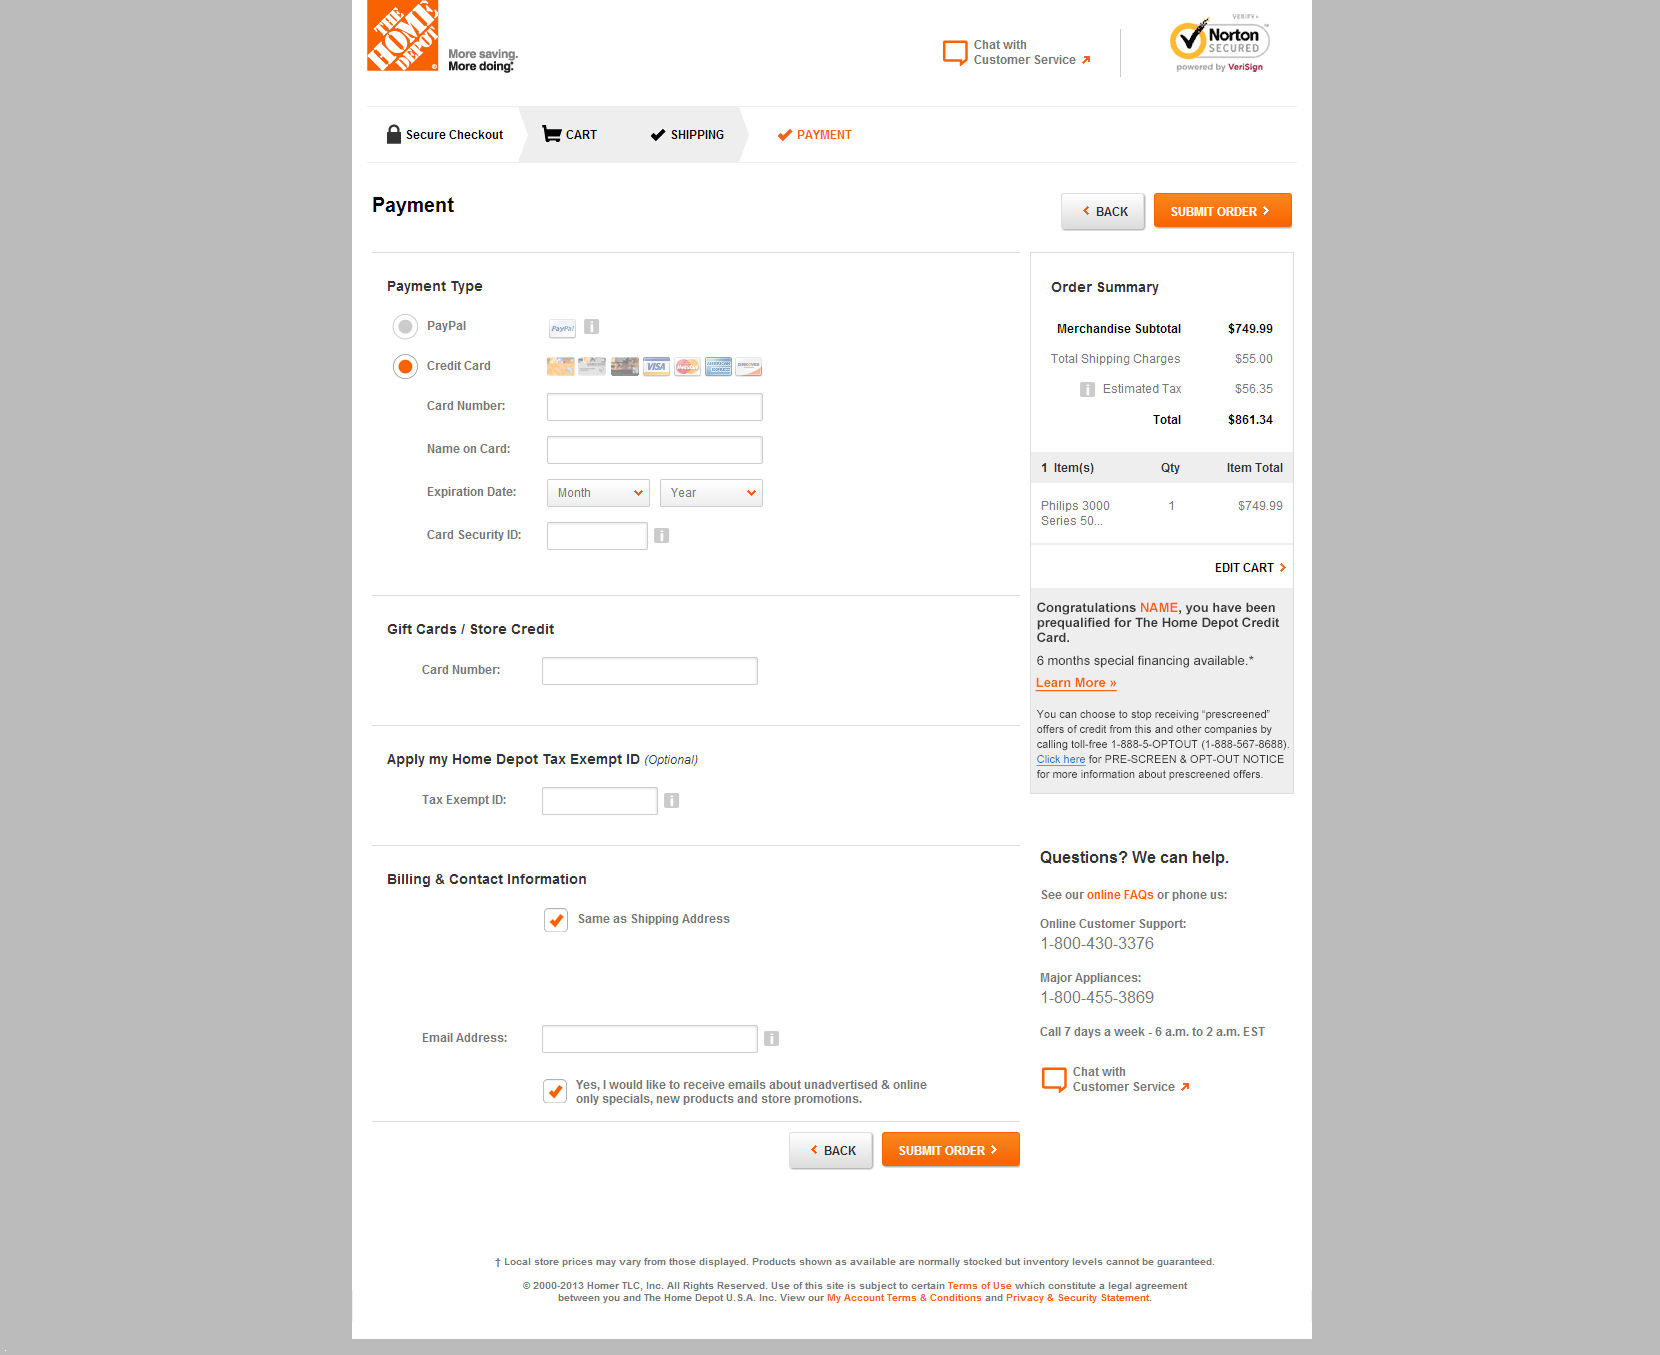 THE HOME DEPOT
More saving.
More doing.
Chat with
Customer Service
VERIFY
Norton
SECURED
powered by VeriSign
Secure Checkout
CART
SHIPPING
PAYMENT
Payment
BACK
SUBMIT ORDER
Payment Type
PayPal
PayPal
Credit Card
VISA
Card Number:
Name on Card:
Expiration Date:
Month
Year
Card Security ID:
Gift Cards / Store Credit
Card Number:
Apply my Home Depot Tax Exempt ID (Optional)
Tax Exempt ID:
Billing & Contact Information
Same as Shipping Address
Email Address:
Yes, I would like to receive emails about unadvertised & online
only specials, new products and store promotions.
BACK
SUBMIT ORDER
Order Summary
Merchandise Subtotal $749.99
Total Shipping Charges $55.00
Estimated Tax $56.35
Total $861.34
1 Item(s) Qty Item Total
Philips 3000 1 $749.99
Series 50...
EDIT CART
Congratulations NAME, you have been
prequalified for The Home Depot Credit
Card.
6 months special financing available.*
Learn More »
You can choose to stop receiving “prescreened”
offers of credit from this and other companies by
calling toll-free 1-888-5-OPTOUT (1-888-567-8688).
Click here for PRE-SCREEN & OPT-OUT NOTICE
for more information about prescreened offers.
Questions? We can help.
See our online FAQs or phone us:
Online Customer Support:
1-800-430-3376
Major Appliances:
1-800-455-3869
Call 7 days a week - 6 a.m. to 2 a.m. EST
Chat with
Customer Service
† Local store prices may vary from those displayed. Products shown as available are normally stocked but inventory levels cannot be guaranteed.
© 2000-2013 Homer TLC, Inc. All Rights Reserved. Use of this site is subject to certain Terms of Use which constitute a legal agreement
between you and The Home Depot U.S.A. Inc. View our My Account Terms & Conditions and Privacy & Security Statement.